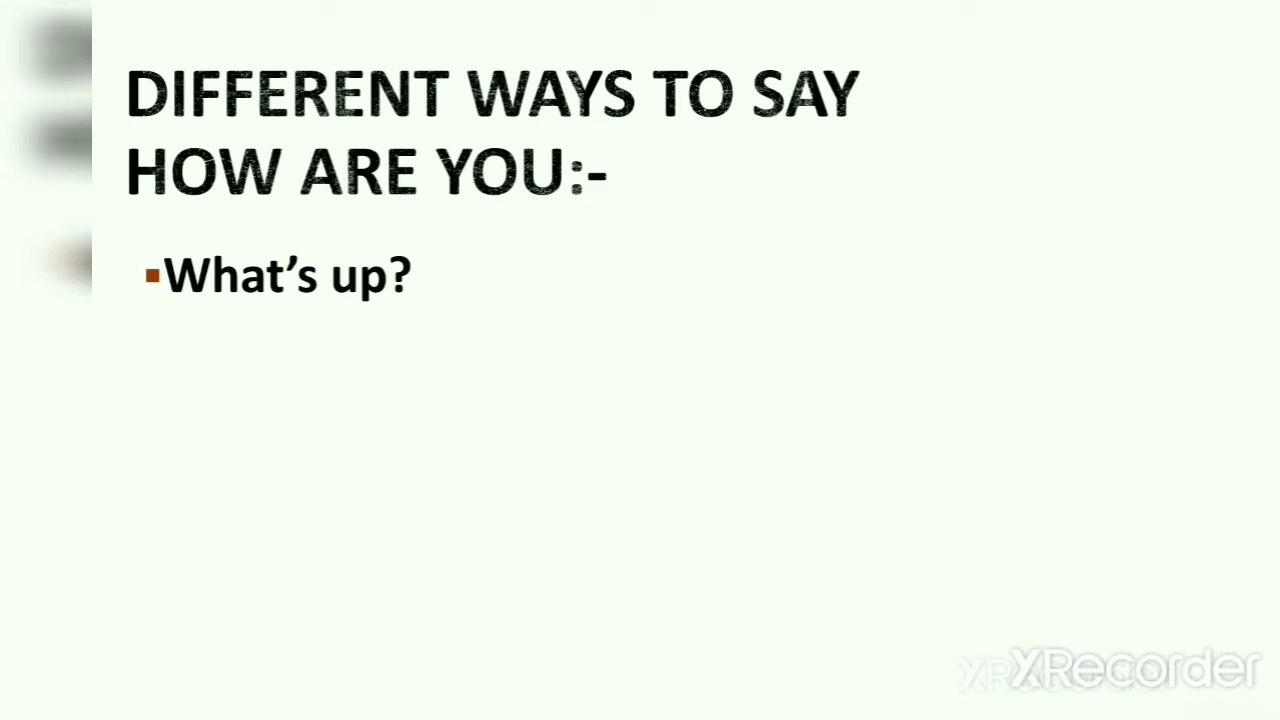 DIFFERENT WAYS TO SAY
HOW ARE YOU:-
▪What’s up?
XRecorder